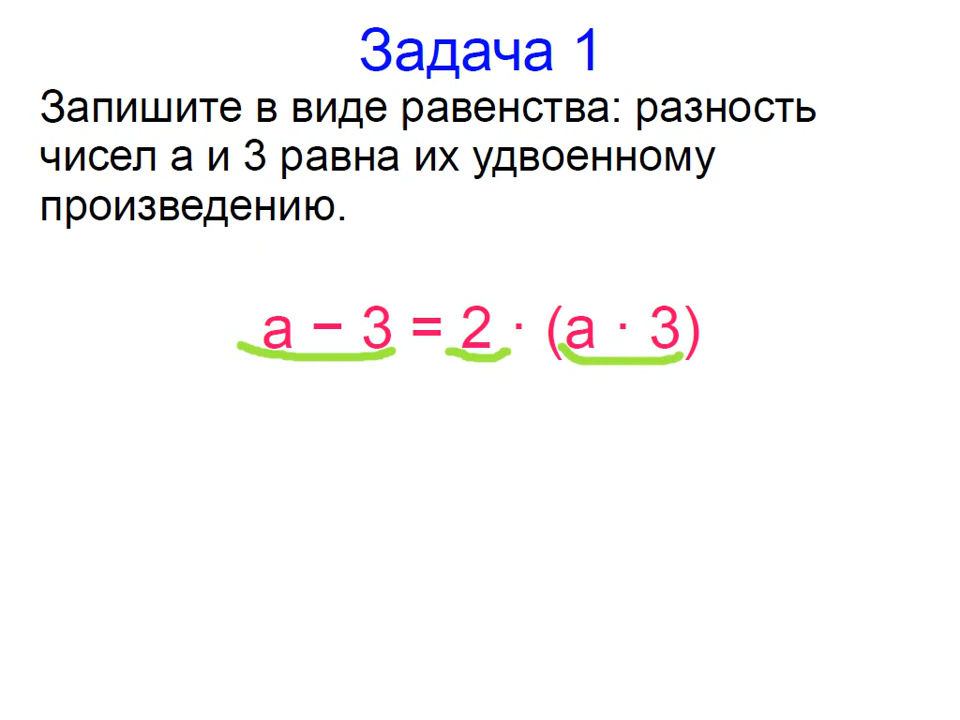 Задача 1
Запишите в виде равенства: разность
чисел а и 3 равна их удвоенному
произведению.
а − 3 = 2 · (а · 3)